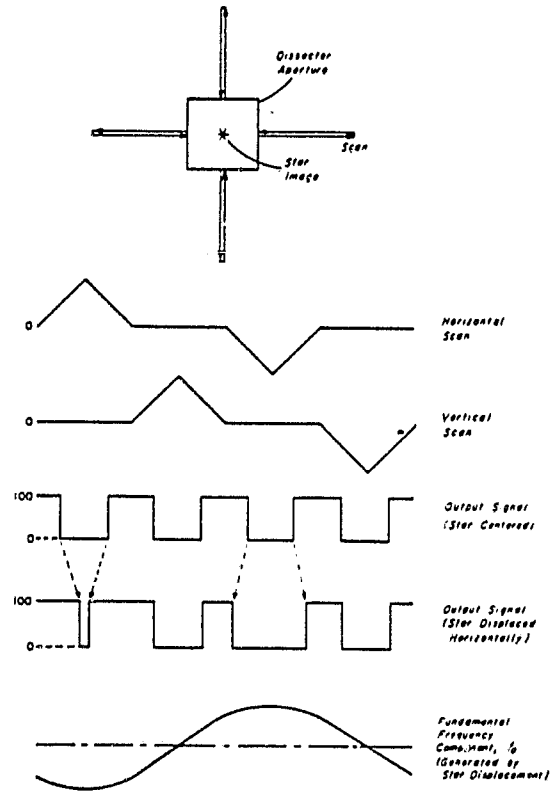 Dissector
Aperture
Scan
Star
Image
0
Horizontal
Scan
0
Vertical
Scan
100
0
Output Signal
(Star Centered)
100
0
Output Signal
(Star Displaced
Horizontally)
Fundamental
Frequency
Component, f₀
(Generated by
Star Displacement)